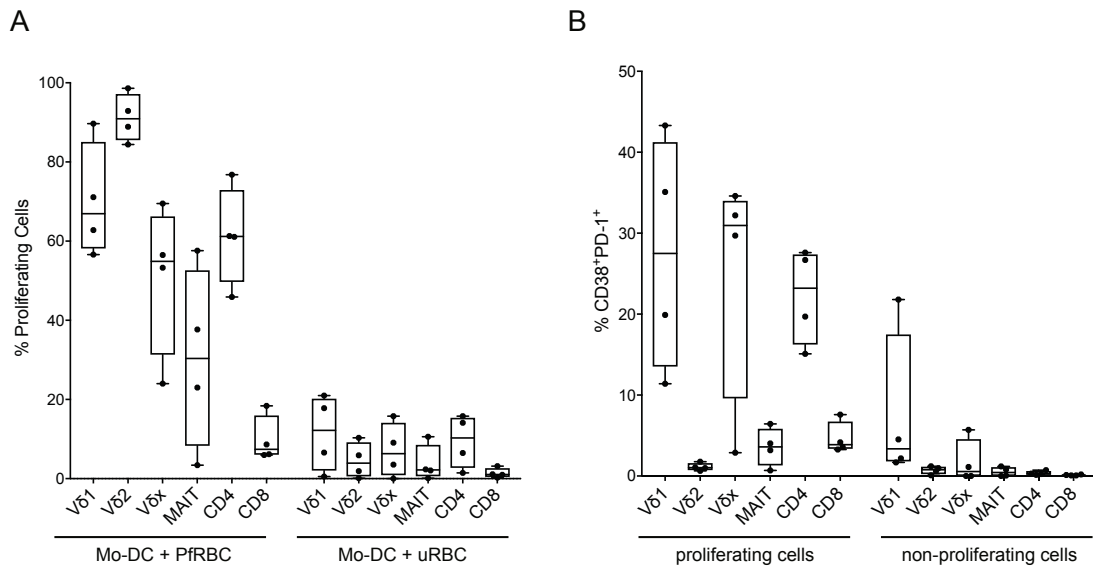 A
% Proliferating Cells
100
80
60
40
20
0
Vδ1
Vδ2
Vδx
MAIT
CD4
CD8
Vδ1
Vδ2
Vδx
MAIT
CD4
CD8
Mo-DC + PfRBC
Mo-DC + uRBC
B
% CD38⁺PD-1⁺
50
40
30
20
10
0
Vδ1
Vδ2
Vδx
MAIT
CD4
CD8
Vδ1
Vδ2
Vδx
MAIT
CD4
CD8
proliferating cells
non-proliferating cells